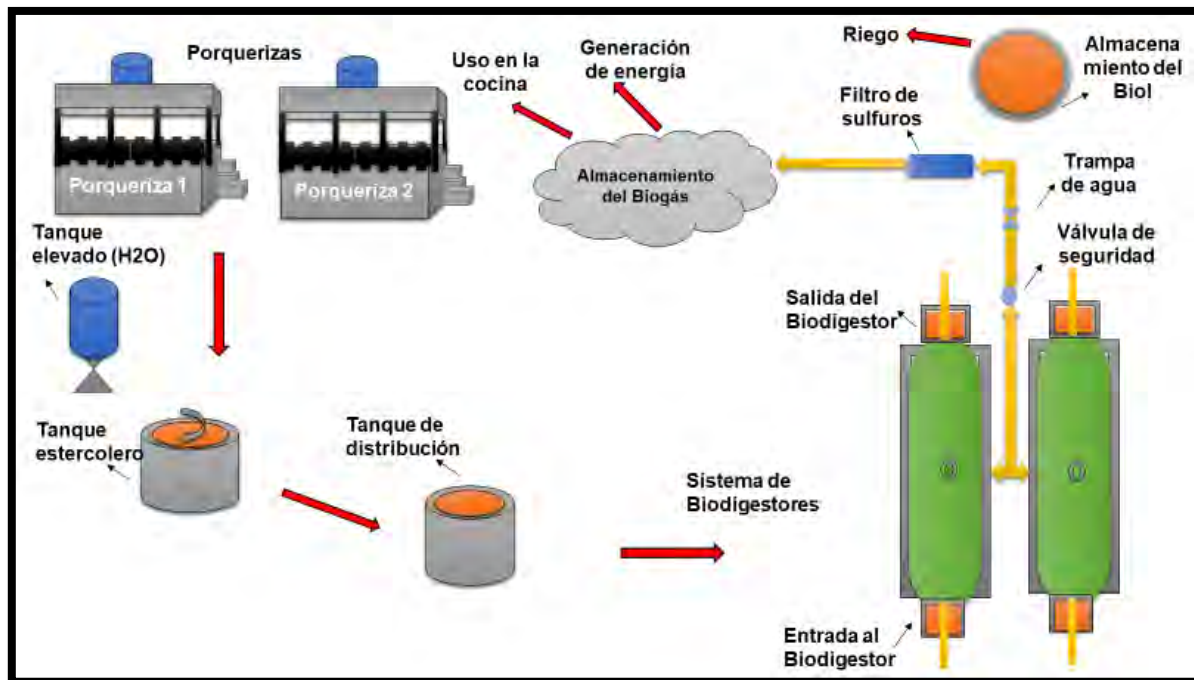 Porquerizas
Porqueriza 1
Porqueriza 2
Uso en la
cocina
Generación
de energía
Riego
Almacena
miento del
Biol
Filtro de
sulfuros
Almacenamiento
del Biogás
Trampa
de agua
Válvula de
seguridad
Tanque
elevado (H2O)
Salida del
Biodigestor
Tanque
estercolero
Tanque de
distribución
Sistema de
Biodigestores
Entrada al
Biodigestor